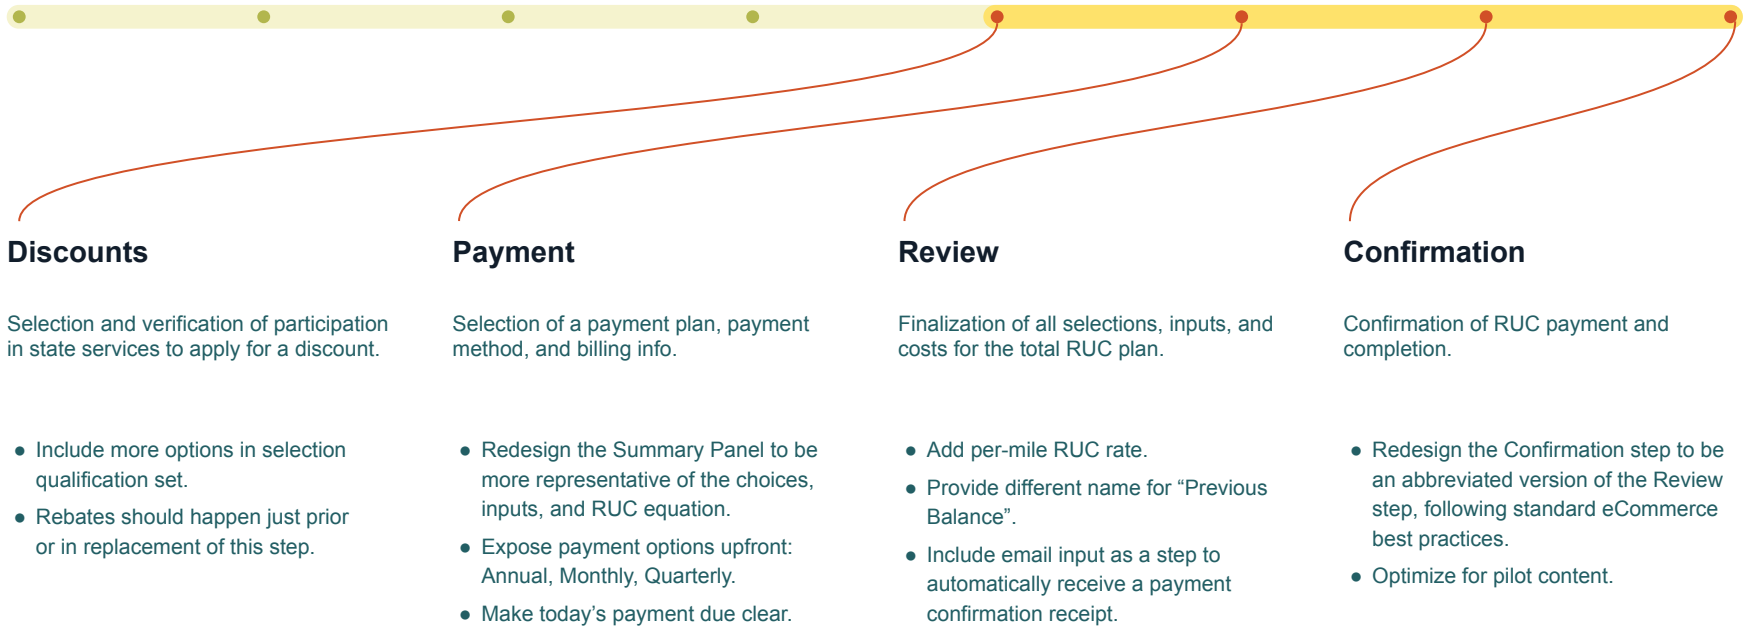 Discounts
Selection and verification of participation
in state services to apply for a discount.
● Include more options in selection
qualification set.
● Rebates should happen just prior
or in replacement of this step.
Payment
Selection of a payment plan, payment
method, and billing info.
● Redesign the Summary Panel to be
more representative of the choices,
inputs, and RUC equation.
● Expose payment options upfront:
Annual, Monthly, Quarterly.
● Make today’s payment due clear.
Review
Finalization of all selections, inputs, and
costs for the total RUC plan.
● Add per-mile RUC rate.
● Provide different name for “Previous
Balance”.
● Include email input as a step to
automatically receive a payment
confirmation receipt.
Confirmation
Confirmation of RUC payment and
completion.
● Redesign the Confirmation step to be
an abbreviated version of the Review
step, following standard eCommerce
best practices.
● Optimize for pilot content.